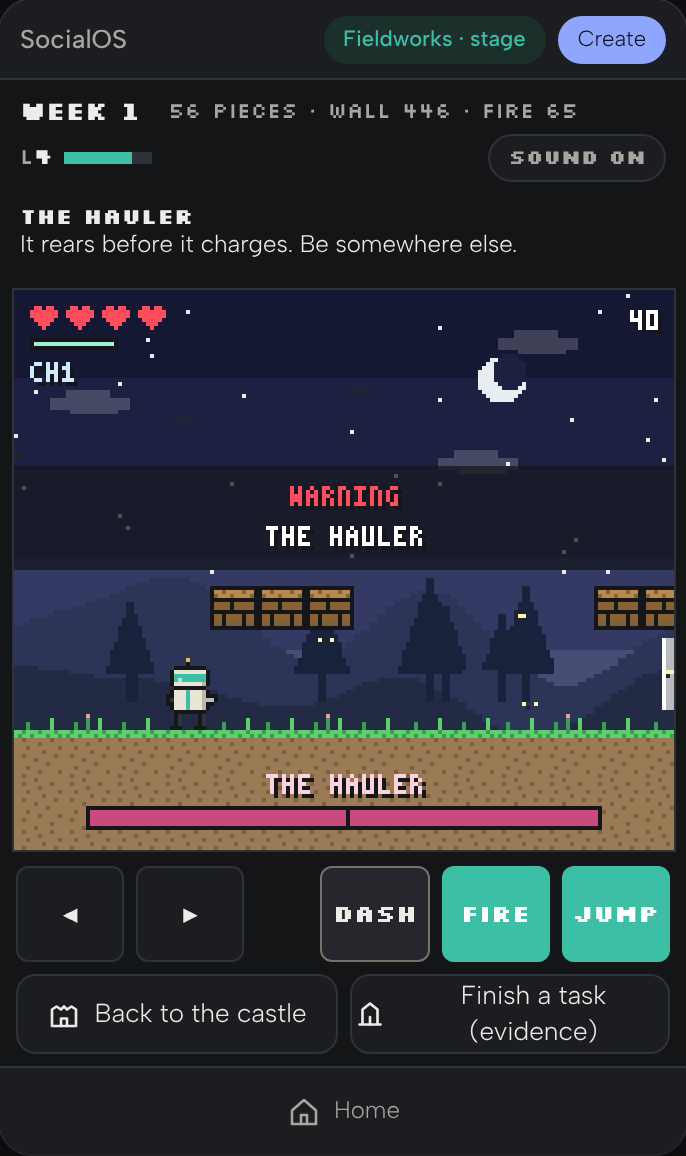 SocialOS
Fieldworks · stage
Create
WEEK 1
56 PIECES · WALL 446 · FIRE 65
L4
SOUND ON
THE HAULER
It rears before it charges. Be somewhere else.
40
CH1
WARNING
THE HAULER
THE HAULER
◄
►
DASH
FIRE
JUMP
Back to the castle
Finish a task
(evidence)
Home